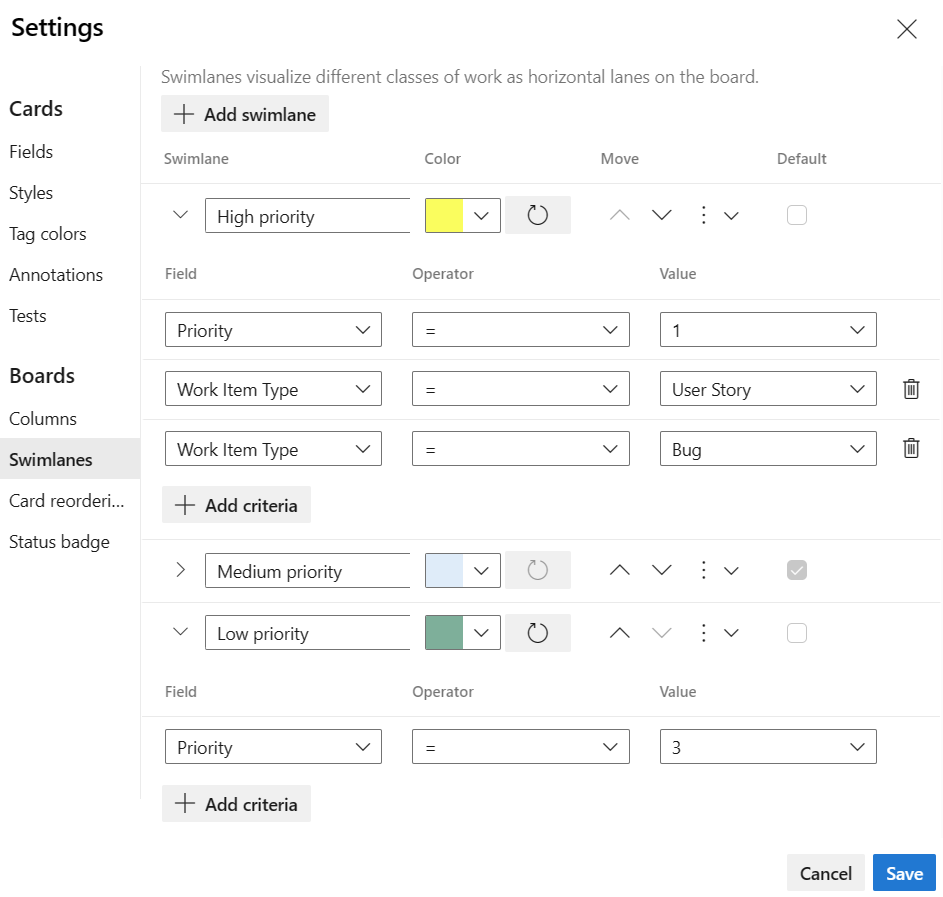 Settings
Cards
Fields
Styles
Tag colors
Annotations
Tests
Boards
Columns
Swimlanes
Card reorderi...
Status badge
Swimlanes visualize different classes of work as horizontal lanes on the board.
Add swimlane
Swimlane Color Move Default
High priority
Field Operator Value
Priority = 1
Work Item Type = User Story
Work Item Type = Bug
Add criteria
Medium priority
Low priority
Field Operator Value
Priority = 3
Add criteria
Cancel Save